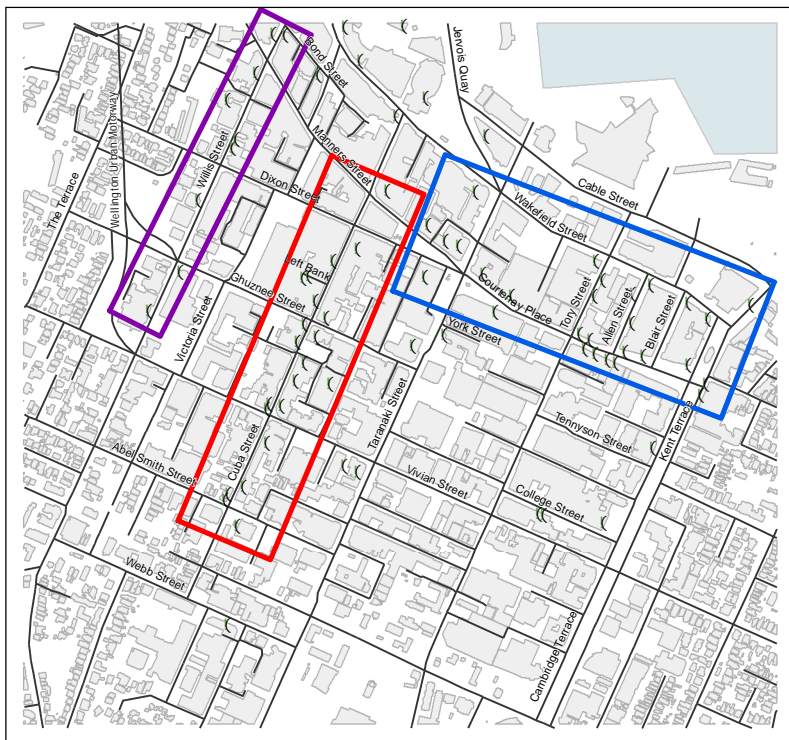 Jervois Quay
Bond Street
Wellington Urban Motorway
Manners Street
Willis Street
The Terrace
Dixon Street
Cable Street
Wakefield Street
Left Bank
Ghuznee Street
Courtenay Place
Tory Street
Allen Street
Blair Street
Victoria Street
York Street
Taranaki Street
Kent Terrace
Tennyson Street
Cuba Street
Abel Smith Street
Vivian Street
College Street
Webb Street
Cambridge Terrace